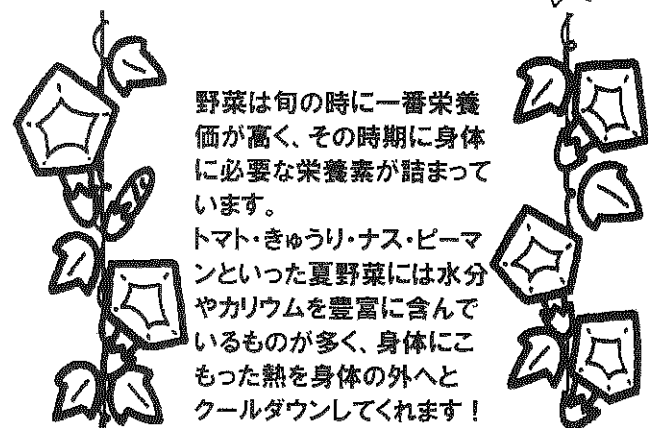 野菜は旬の時に一番栄養
価が高く、その時期に身体
に必要な栄養素が詰まって
います。
トマト・きゅうり・ナス・ピーマ
ンといった夏野菜には水分
やカリウムを豊富に含んで
いるものが多く、身体にこ
もった熱を身体の外へと
クールダウンしてくれます！